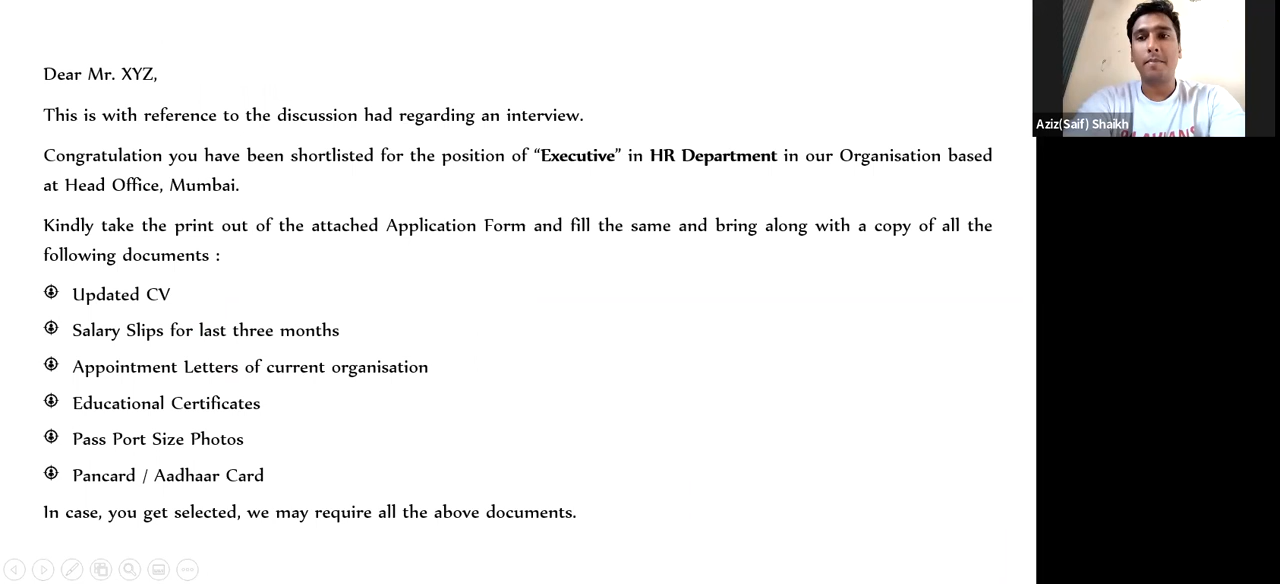 Dear Mr. XYZ,
This is with reference to the discussion had regarding an interview.
Congratulation you have been shortlisted for the position of “Executive” in HR Department in our Organisation based
at Head Office, Mumbai.
Kindly take the print out of the attached Application Form and fill the same and bring along with a copy of all the
following documents :
Updated CV
Salary Slips for last three months
Appointment Letters of current organisation
Educational Certificates
Pass Port Size Photos
Pancard / Aadhaar Card
In case, you get selected, we may require all the above documents.
Aziz(Saif) Shaikh